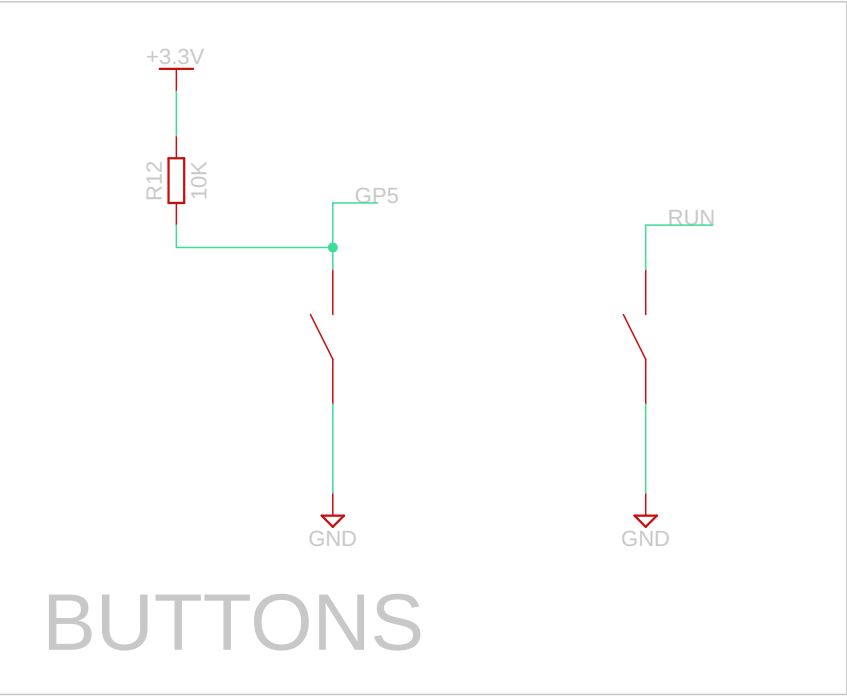 +3.3V
R12
10K
GP5
RUN
GND
GND
BUTTONS